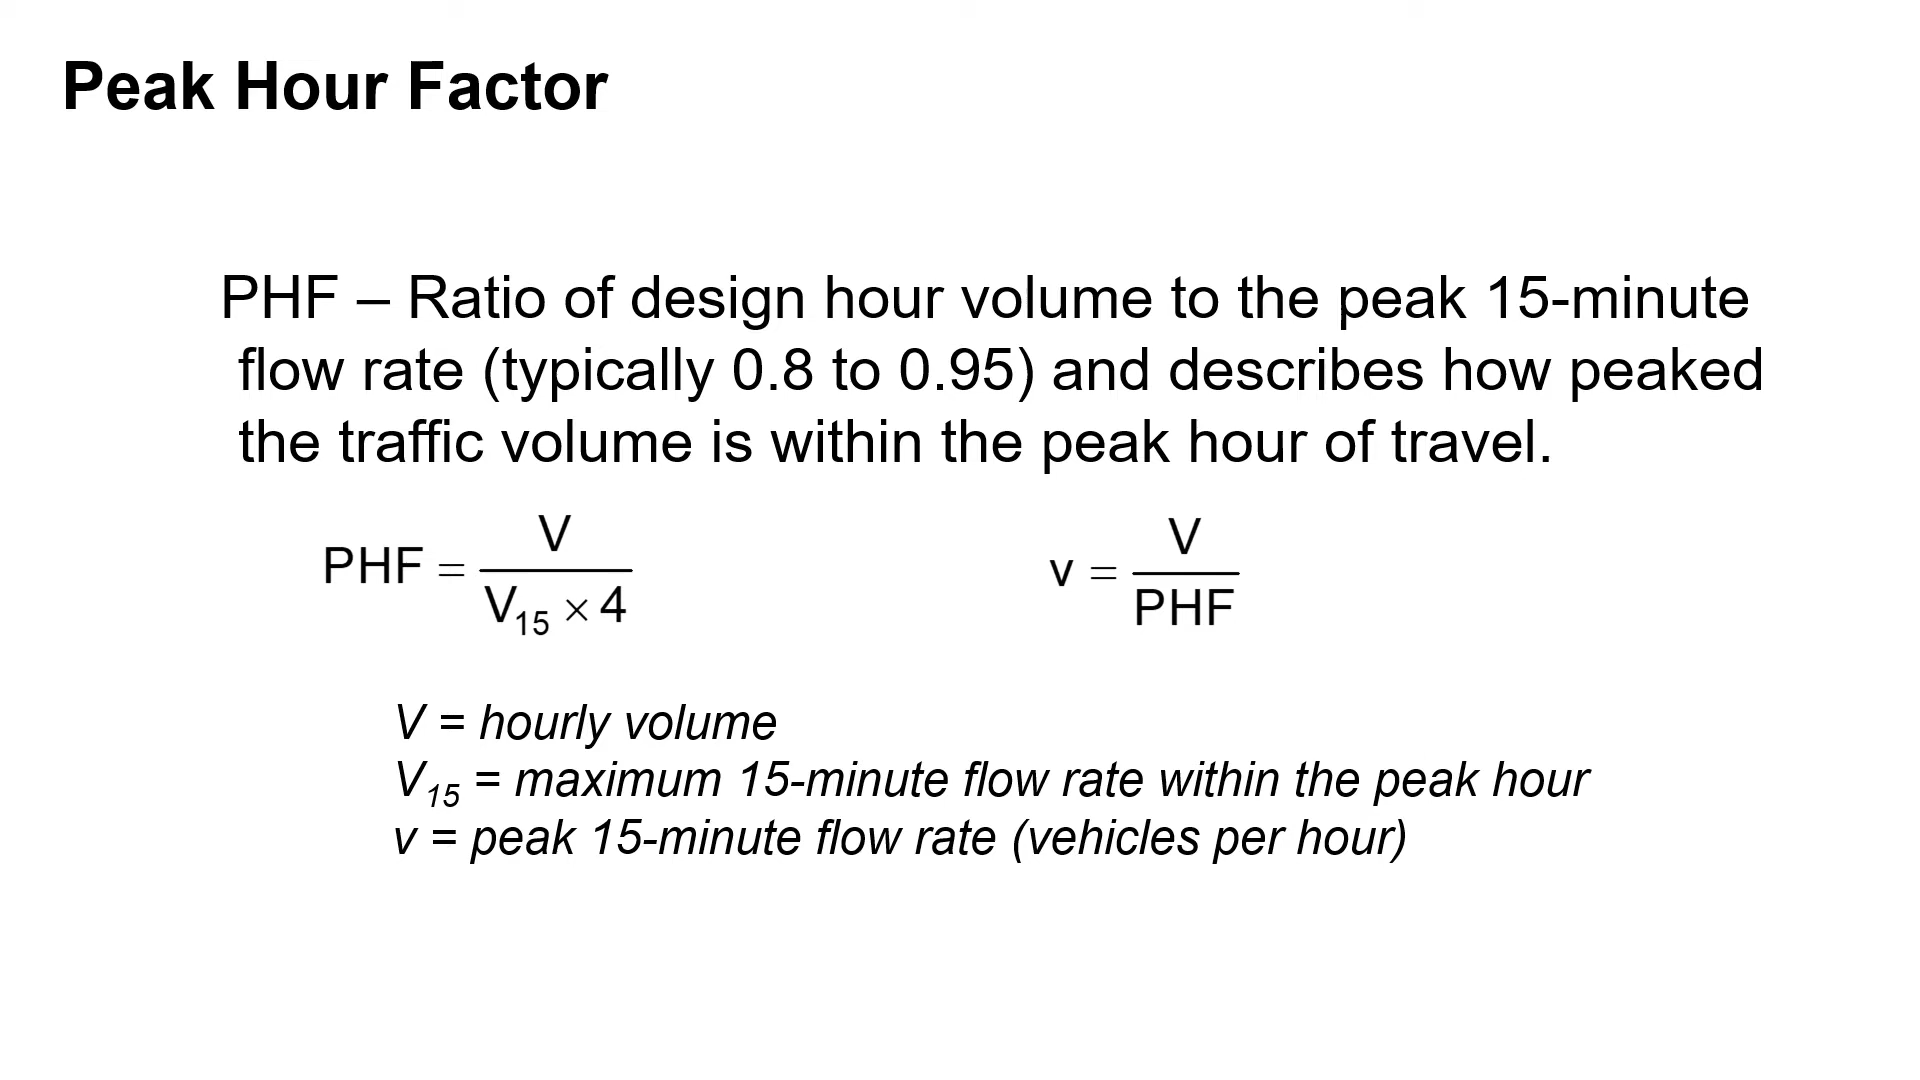 Peak Hour Factor
PHF – Ratio of design hour volume to the peak 15-minute
flow rate (typically 0.8 to 0.95) and describes how peaked
the traffic volume is within the peak hour of travel.
PHF = V / (V₁₅ × 4)
v = V / PHF
V = hourly volume
V₁₅ = maximum 15-minute flow rate within the peak hour
v = peak 15-minute flow rate (vehicles per hour)